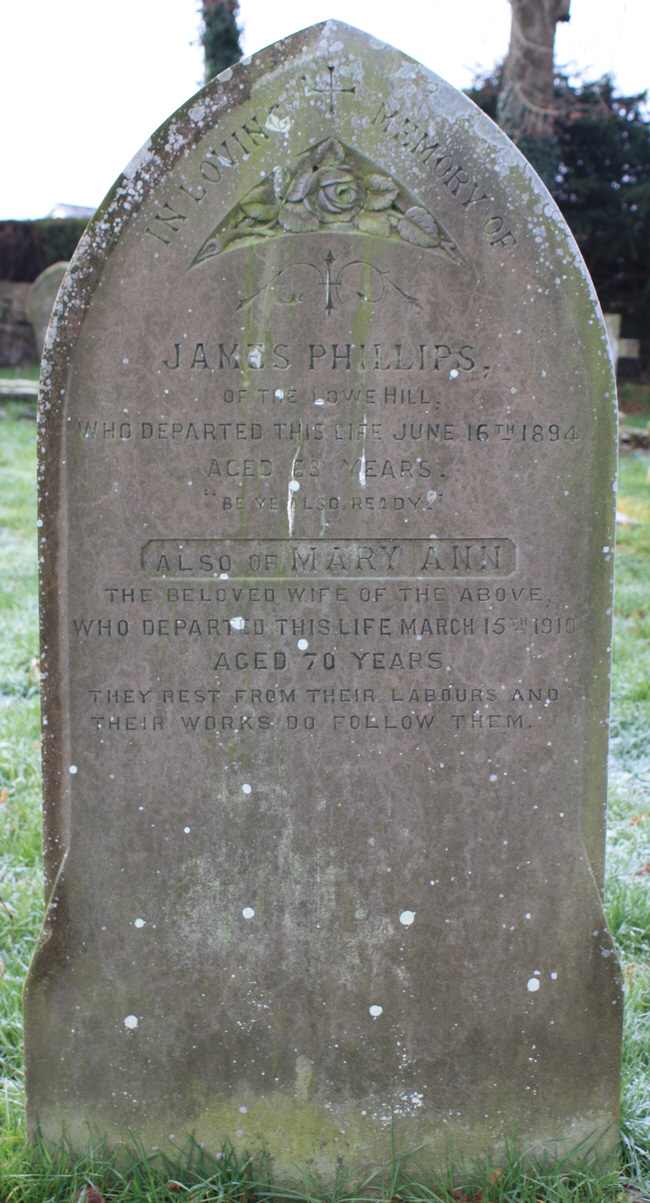 IN LOVING MEMORY OF
JAMES PHILLIPS,
OF THE LOWE HILL,
WHO DEPARTED THIS LIFE JUNE 16TH 1894
AGED 63 YEARS.
"BE YE ALSO READY."
ALSO OF MARY ANN
THE BELOVED WIFE OF THE ABOVE,
WHO DEPARTED THIS LIFE MARCH 15TH 1910
AGED 70 YEARS.
THEY REST FROM THEIR LABOURS AND
THEIR WORKS DO FOLLOW THEM.